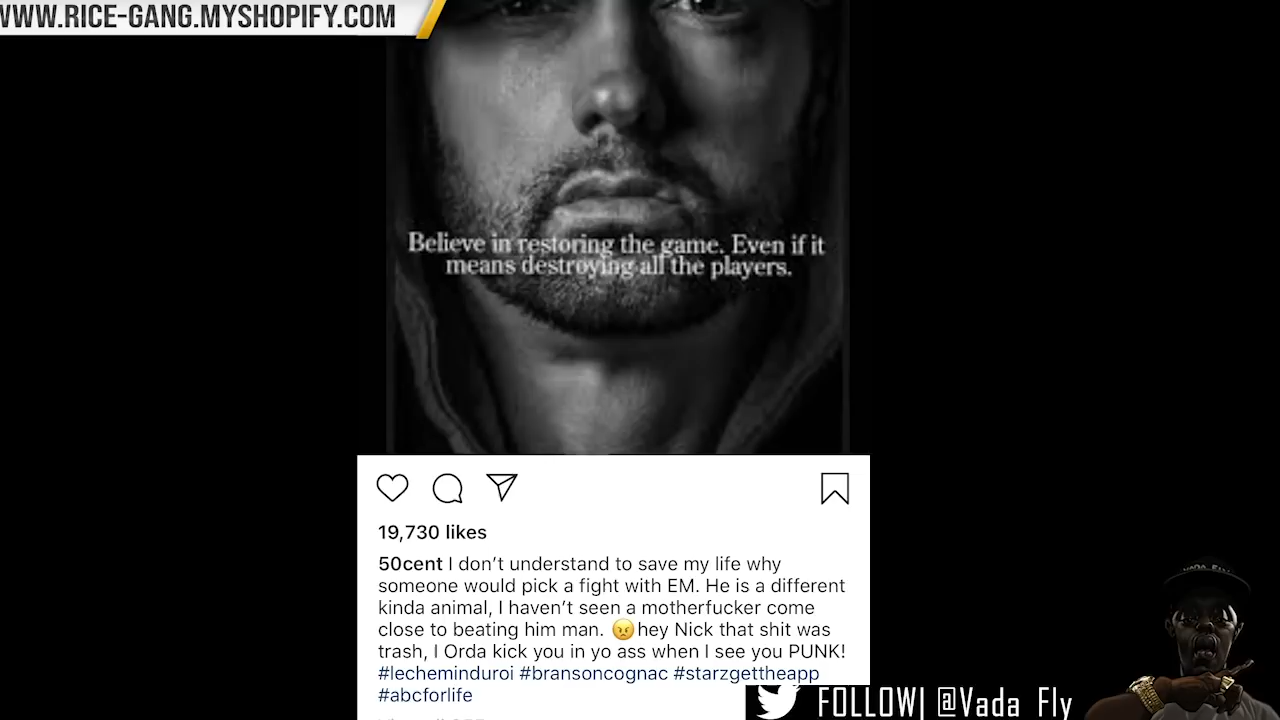 WWW.RICE-GANG.MYSHOPIFY.COM
Believe in restoring the game. Even if it
means destroying all the players.
19,730 likes
50cent I don’t understand to save my life why
someone would pick a fight with EM. He is a different
kinda animal, I haven’t seen a motherfucker come
close to beating him man. 😠hey Nick that shit was
trash, I Orda kick you in yo ass when I see you PUNK!
#lecheminduroi #bransoncognac #starzgettheapp
#abcforlife
FOLLOW| @Vada_Fly